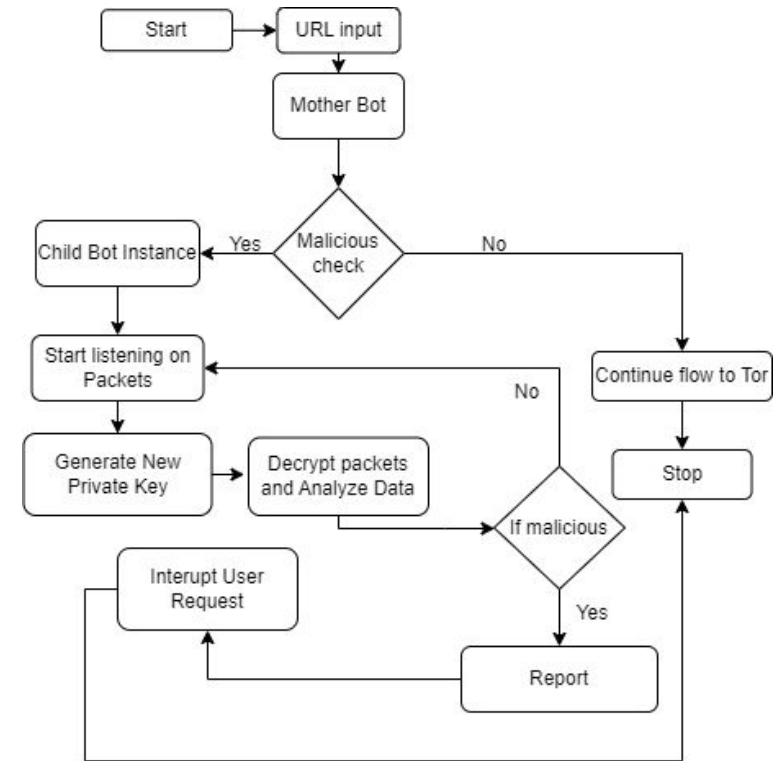 Start
URL input
Mother Bot
Malicious
check
Yes
No
Child Bot Instance
Start listening on
Packets
Continue flow to Tor
No
Generate New
Private Key
Decrypt packets
and Analyze Data
If malicious
Stop
Interupt User
Request
Yes
Report